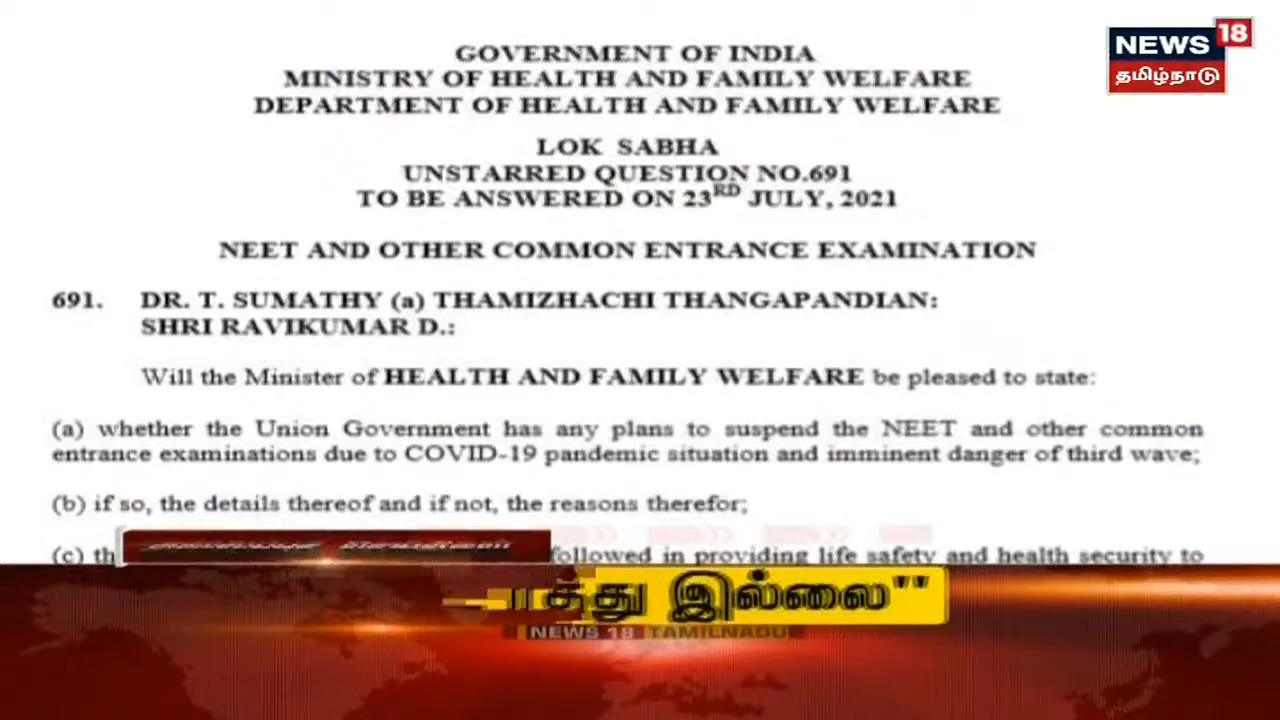 NEWS 18
தமிழ்நாடு
GOVERNMENT OF INDIA
MINISTRY OF HEALTH AND FAMILY WELFARE
DEPARTMENT OF HEALTH AND FAMILY WELFARE
LOK SABHA
UNSTARRED QUESTION NO.691
TO BE ANSWERED ON 23RD JULY, 2021
NEET AND OTHER COMMON ENTRANCE EXAMINATION
691. DR. T. SUMATHY (a) THAMIZHACHI THANGAPANDIAN:
SHRI RAVIKUMAR D.:
Will the Minister of HEALTH AND FAMILY WELFARE be pleased to state:
(a) whether the Union Government has any plans to suspend the NEET and other common
entrance examinations due to COVID-19 pandemic situation and imminent danger of third wave;
(b) if so, the details thereof and if not, the reasons therefor;
(c) followed in providing life safety and health security to
இல்லை"
NEWS 18 TAMILNADU